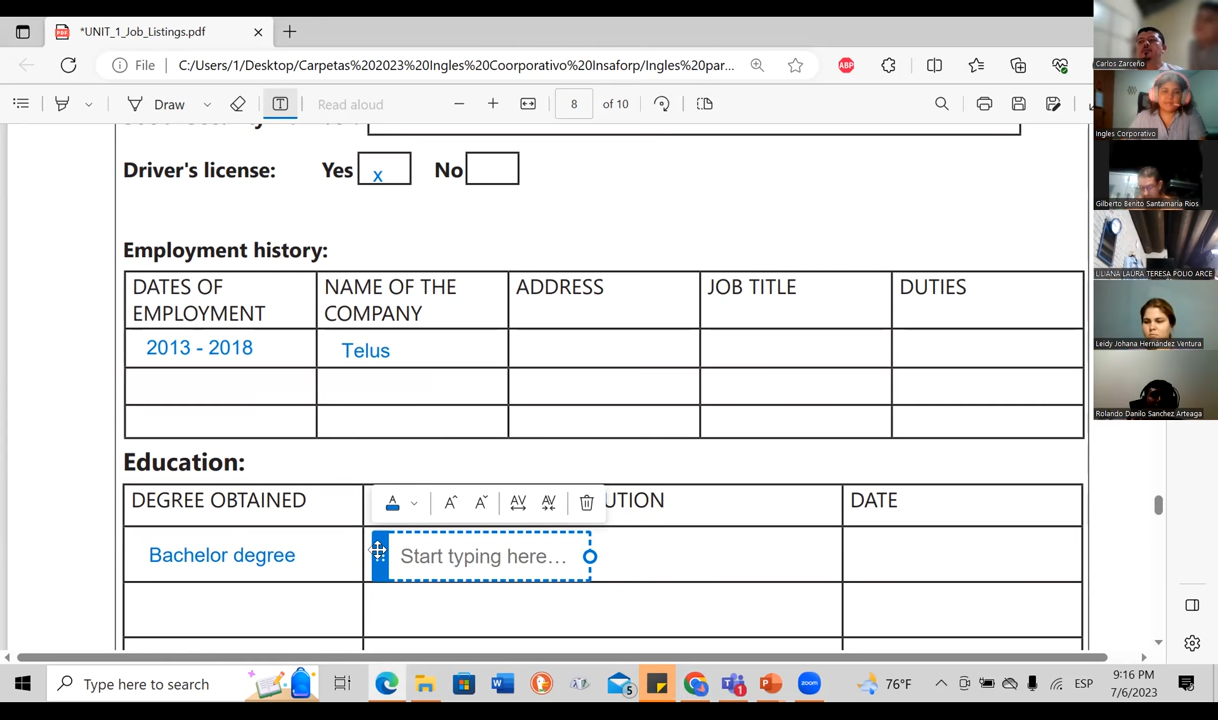 *UNIT_1_Job_Listings.pdf
File
C:/Users/1/Desktop/Carpetas%202023%20Ingles%20Coorporativo%20Insaforp/Ingles%20par...
ABP
Draw
Read aloud
8
of 10
Driver's license:
Yes
x
No
Employment history:
DATES OF EMPLOYMENT
NAME OF THE COMPANY
ADDRESS
JOB TITLE
DUTIES
2013 - 2018
Telus
Education:
DEGREE OBTAINED
UTION
DATE
Bachelor degree
Start typing here...
Carlos Zarceño
Ingles Corporativo
Gilberto Benito Santamaria Rios
LILIANA LAURA TERESA POLIO ARCE
Leidy Johana Hernández Ventura
Rolando Danilo Sanchez Arteaga
Type here to search
5
1
zoom
76°F
ESP
9:16 PM
7/6/2023